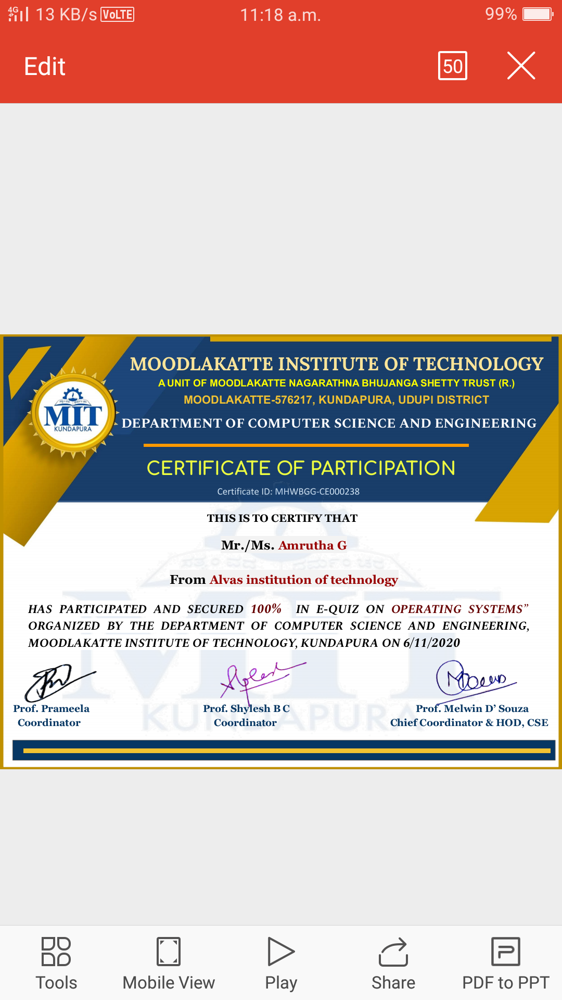 4G 13 KB/s VoLTE 11:18 a.m. 99%
Edit 50
MOODLAKATTE INSTITUTE OF TECHNOLOGY
A UNIT OF MOODLAKATTE NAGARATHNA BHUJANGA SHETTY TRUST (R.)
MOODLAKATTE-576217, KUNDAPURA, UDUPI DISTRICT
MIT
KUNDAPURA
DEPARTMENT OF COMPUTER SCIENCE AND ENGINEERING
CERTIFICATE OF PARTICIPATION
Certificate ID: MHWBGG-CE000238
THIS IS TO CERTIFY THAT
Mr./Ms. Amrutha G
From Alvas institution of technology
HAS PARTICIPATED AND SECURED 100% IN E-QUIZ ON OPERATING SYSTEMS”
ORGANIZED BY THE DEPARTMENT OF COMPUTER SCIENCE AND ENGINEERING,
MOODLAKATTE INSTITUTE OF TECHNOLOGY, KUNDAPURA ON 6/11/2020
MIT
KUNDAPURA
Prof. Prameela Prof. Shylesh B C Prof. Melwin D’ Souza
Coordinator Coordinator Chief Coordinator & HOD, CSE
Tools Mobile View Play Share PDF to PPT